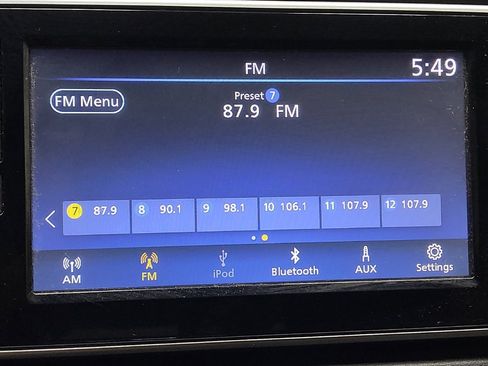 FM
5:49
FM Menu
Preset 7
87.9 FM
7 87.9 8 90.1 9 98.1 10 106.1 11 107.9 12 107.9
AM FM iPod Bluetooth AUX Settings